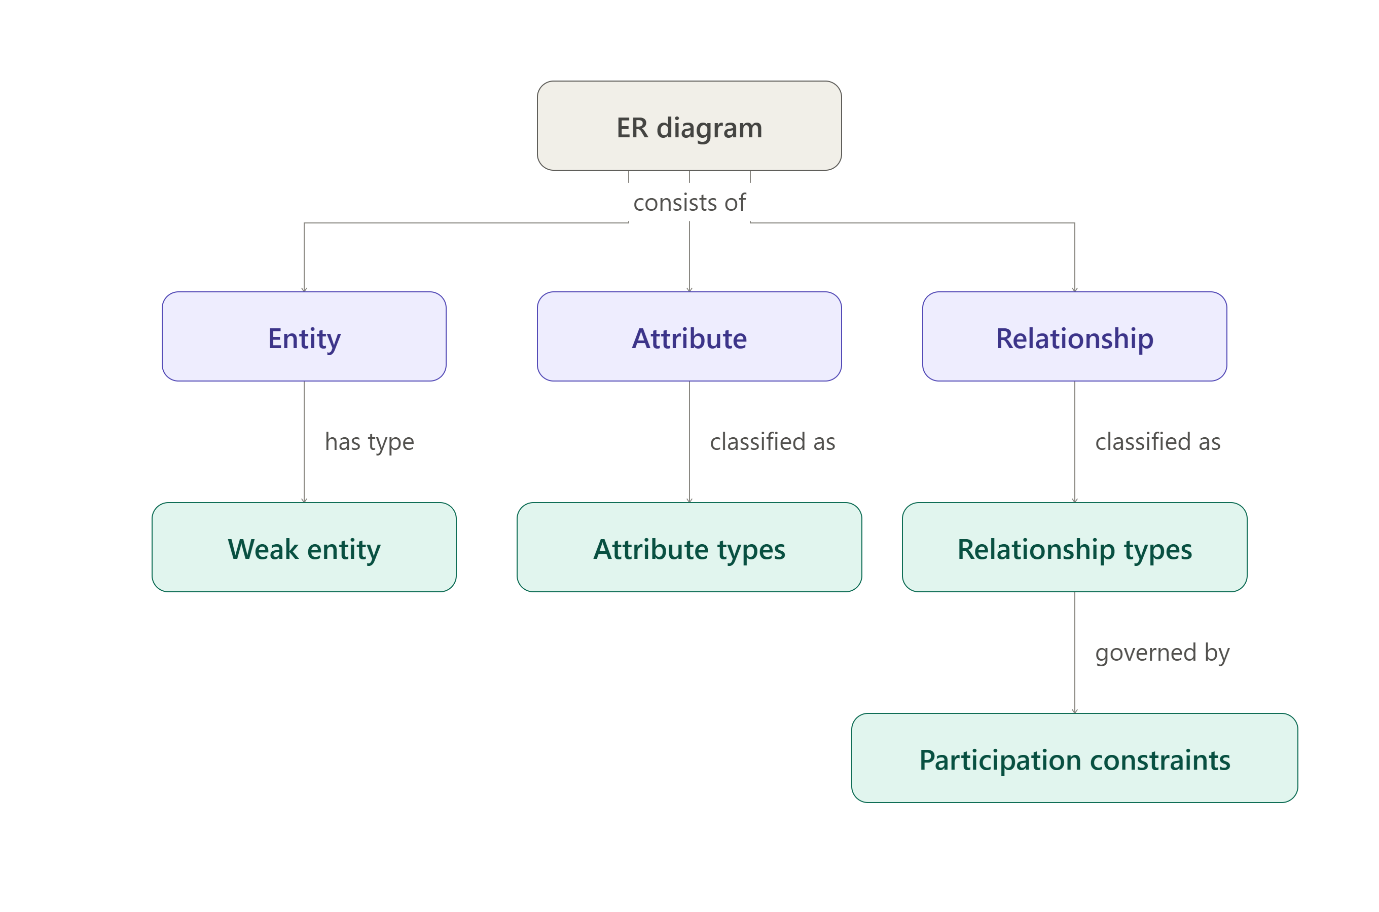 ER diagram
consists of
Entity
Attribute
Relationship
has type
classified as
classified as
Weak entity
Attribute types
Relationship types
governed by
Participation constraints